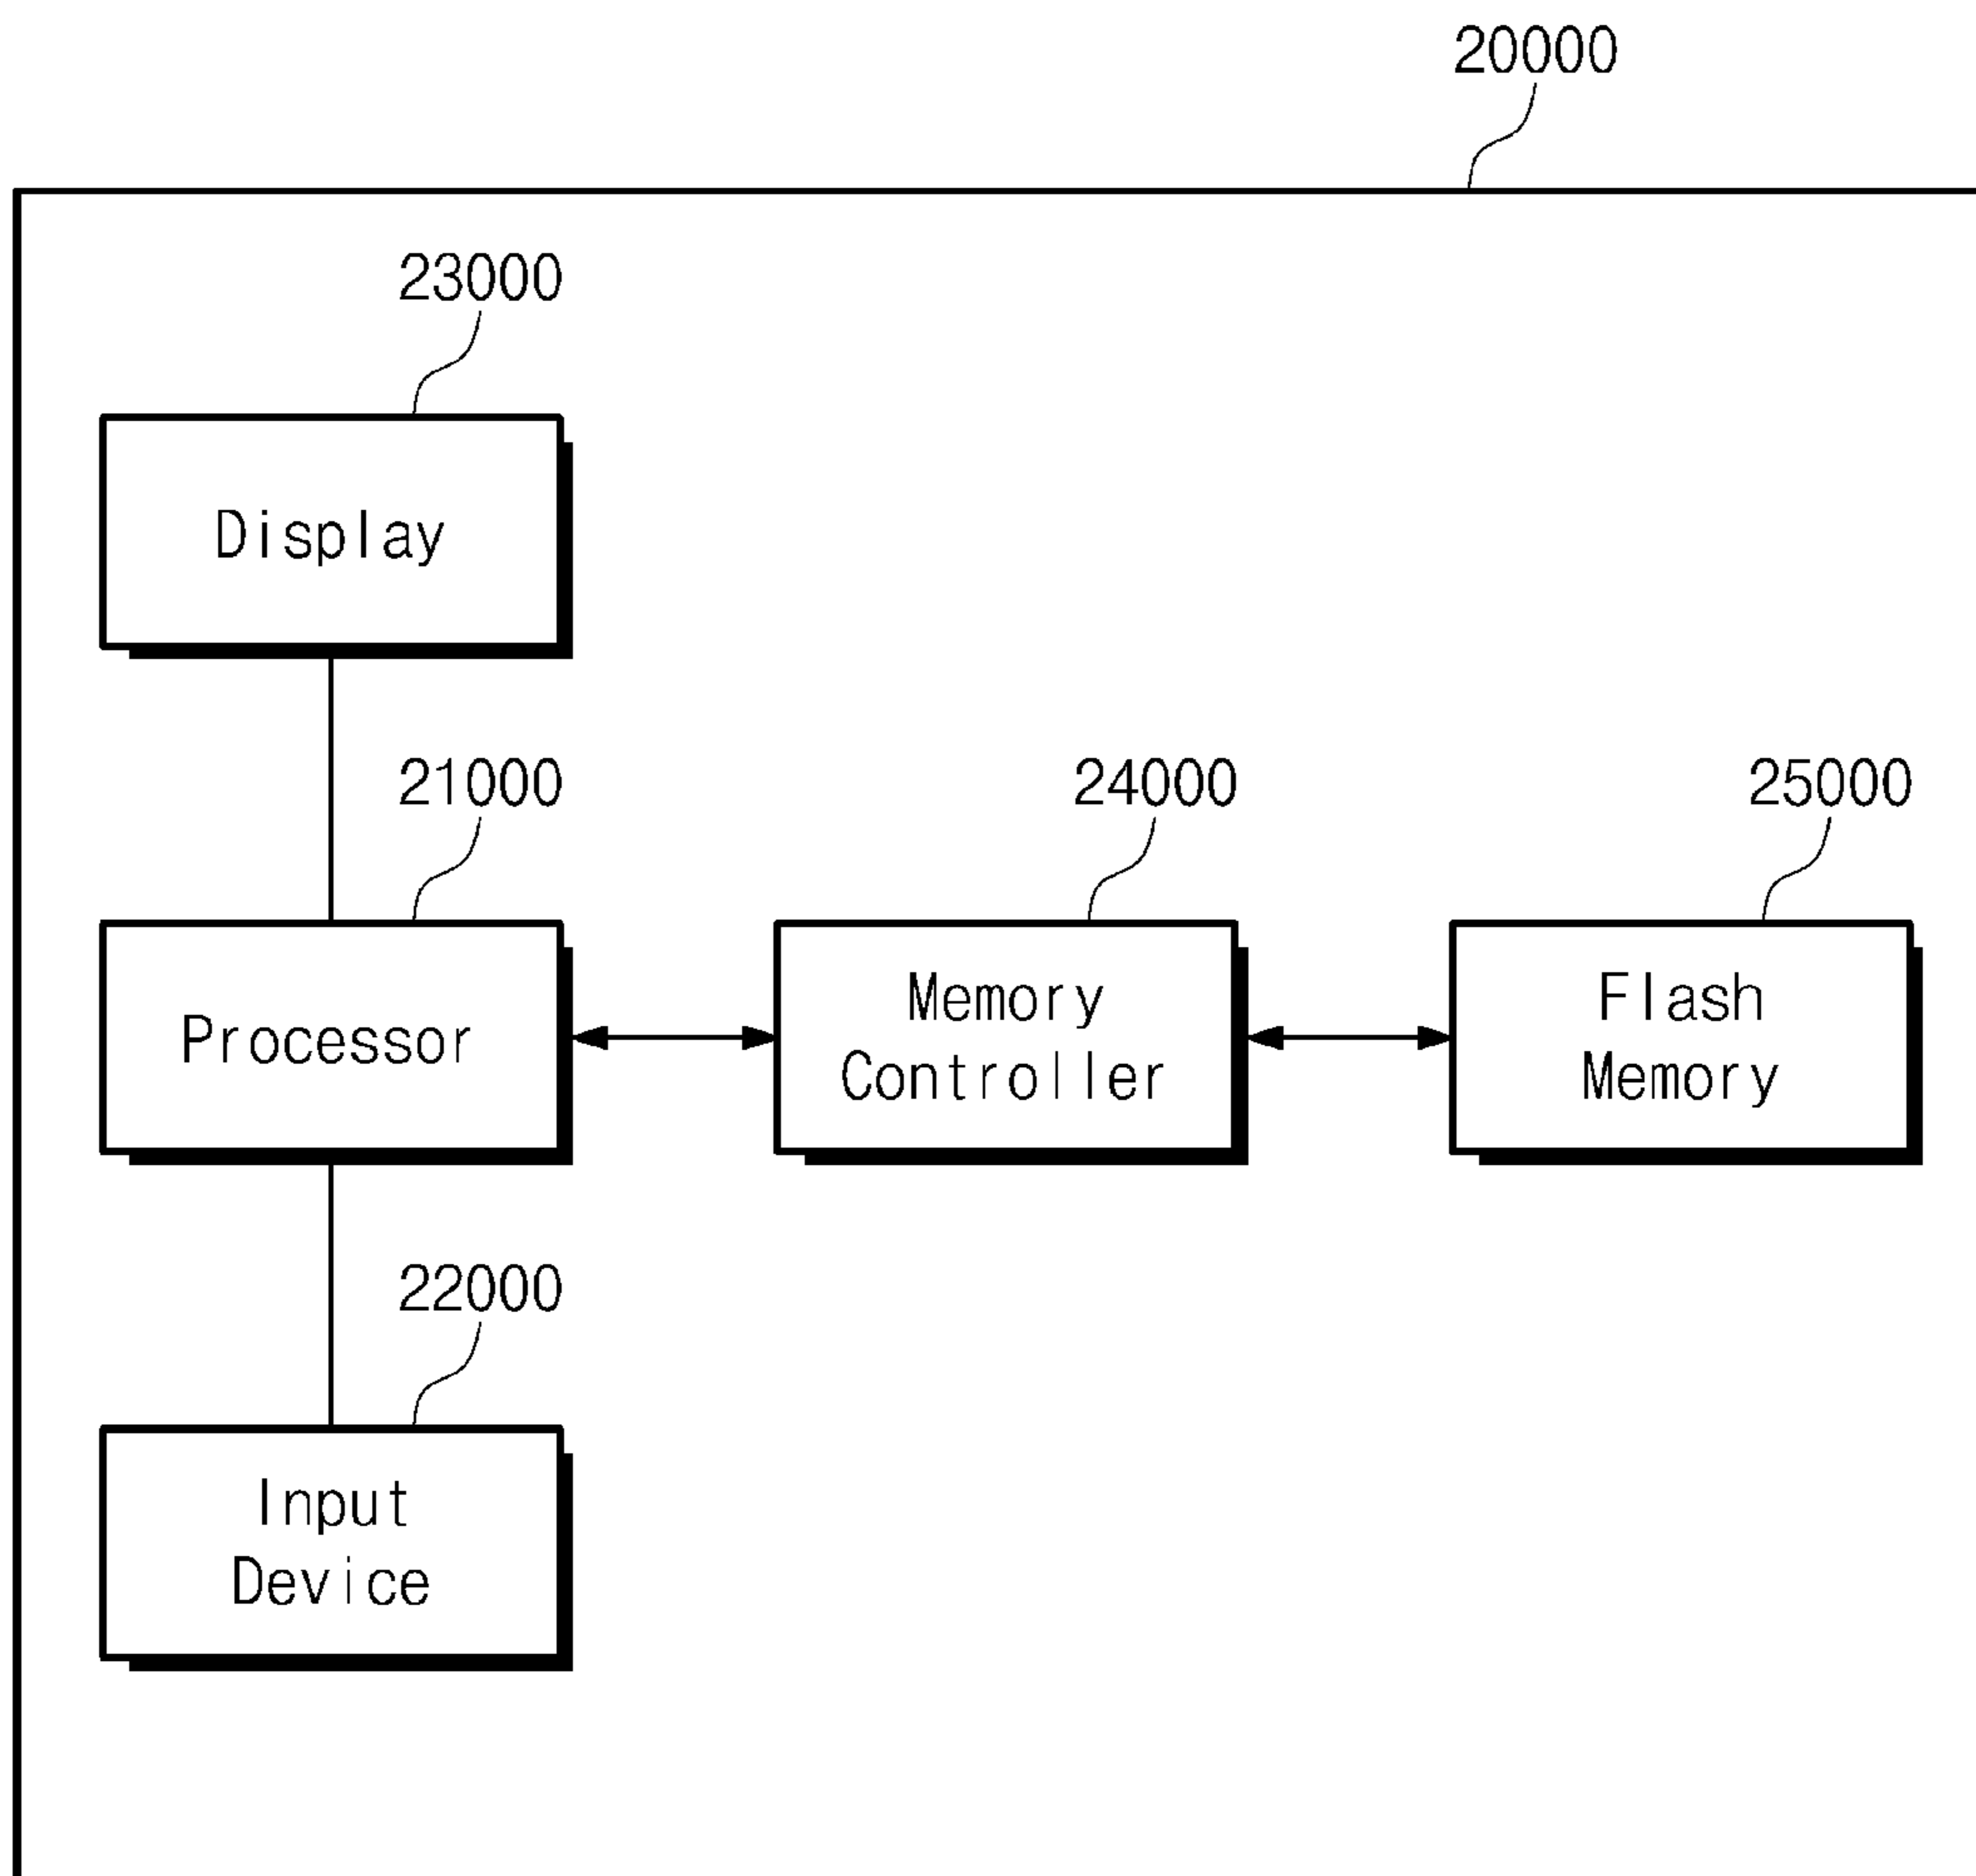 20000
23000
Display
21000
24000
25000
Processor
Memory
Controller
Flash
Memory
22000
Input
Device